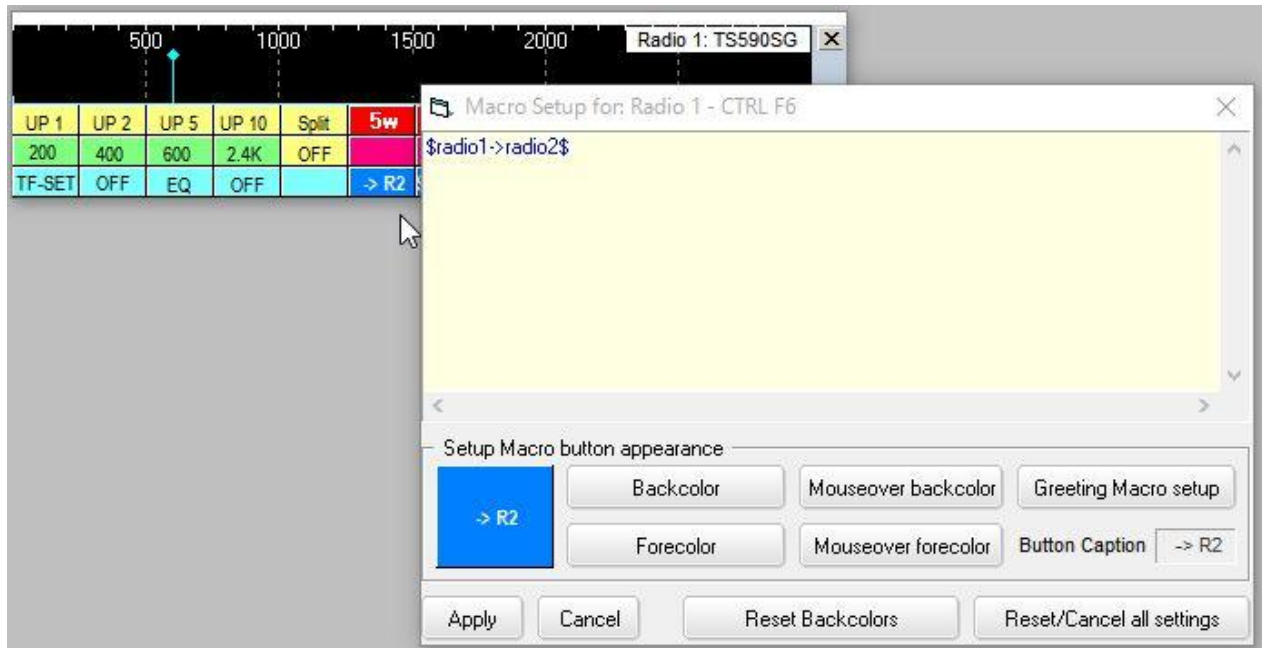 500 1000 1500 2000 Radio 1: TS590SG
UP 1 UP 2 UP 5 UP 10 Split 5w
200 400 600 2.4K OFF
TF-SET OFF EQ OFF -> R2
Macro Setup for: Radio 1 - CTRL F6
$radio1->radio2$
Setup Macro button appearance
-> R2
Backcolor Mouseover backcolor Greeting Macro setup
Forecolor Mouseover forecolor Button Caption -> R2
Apply Cancel Reset Backcolors Reset/Cancel all settings